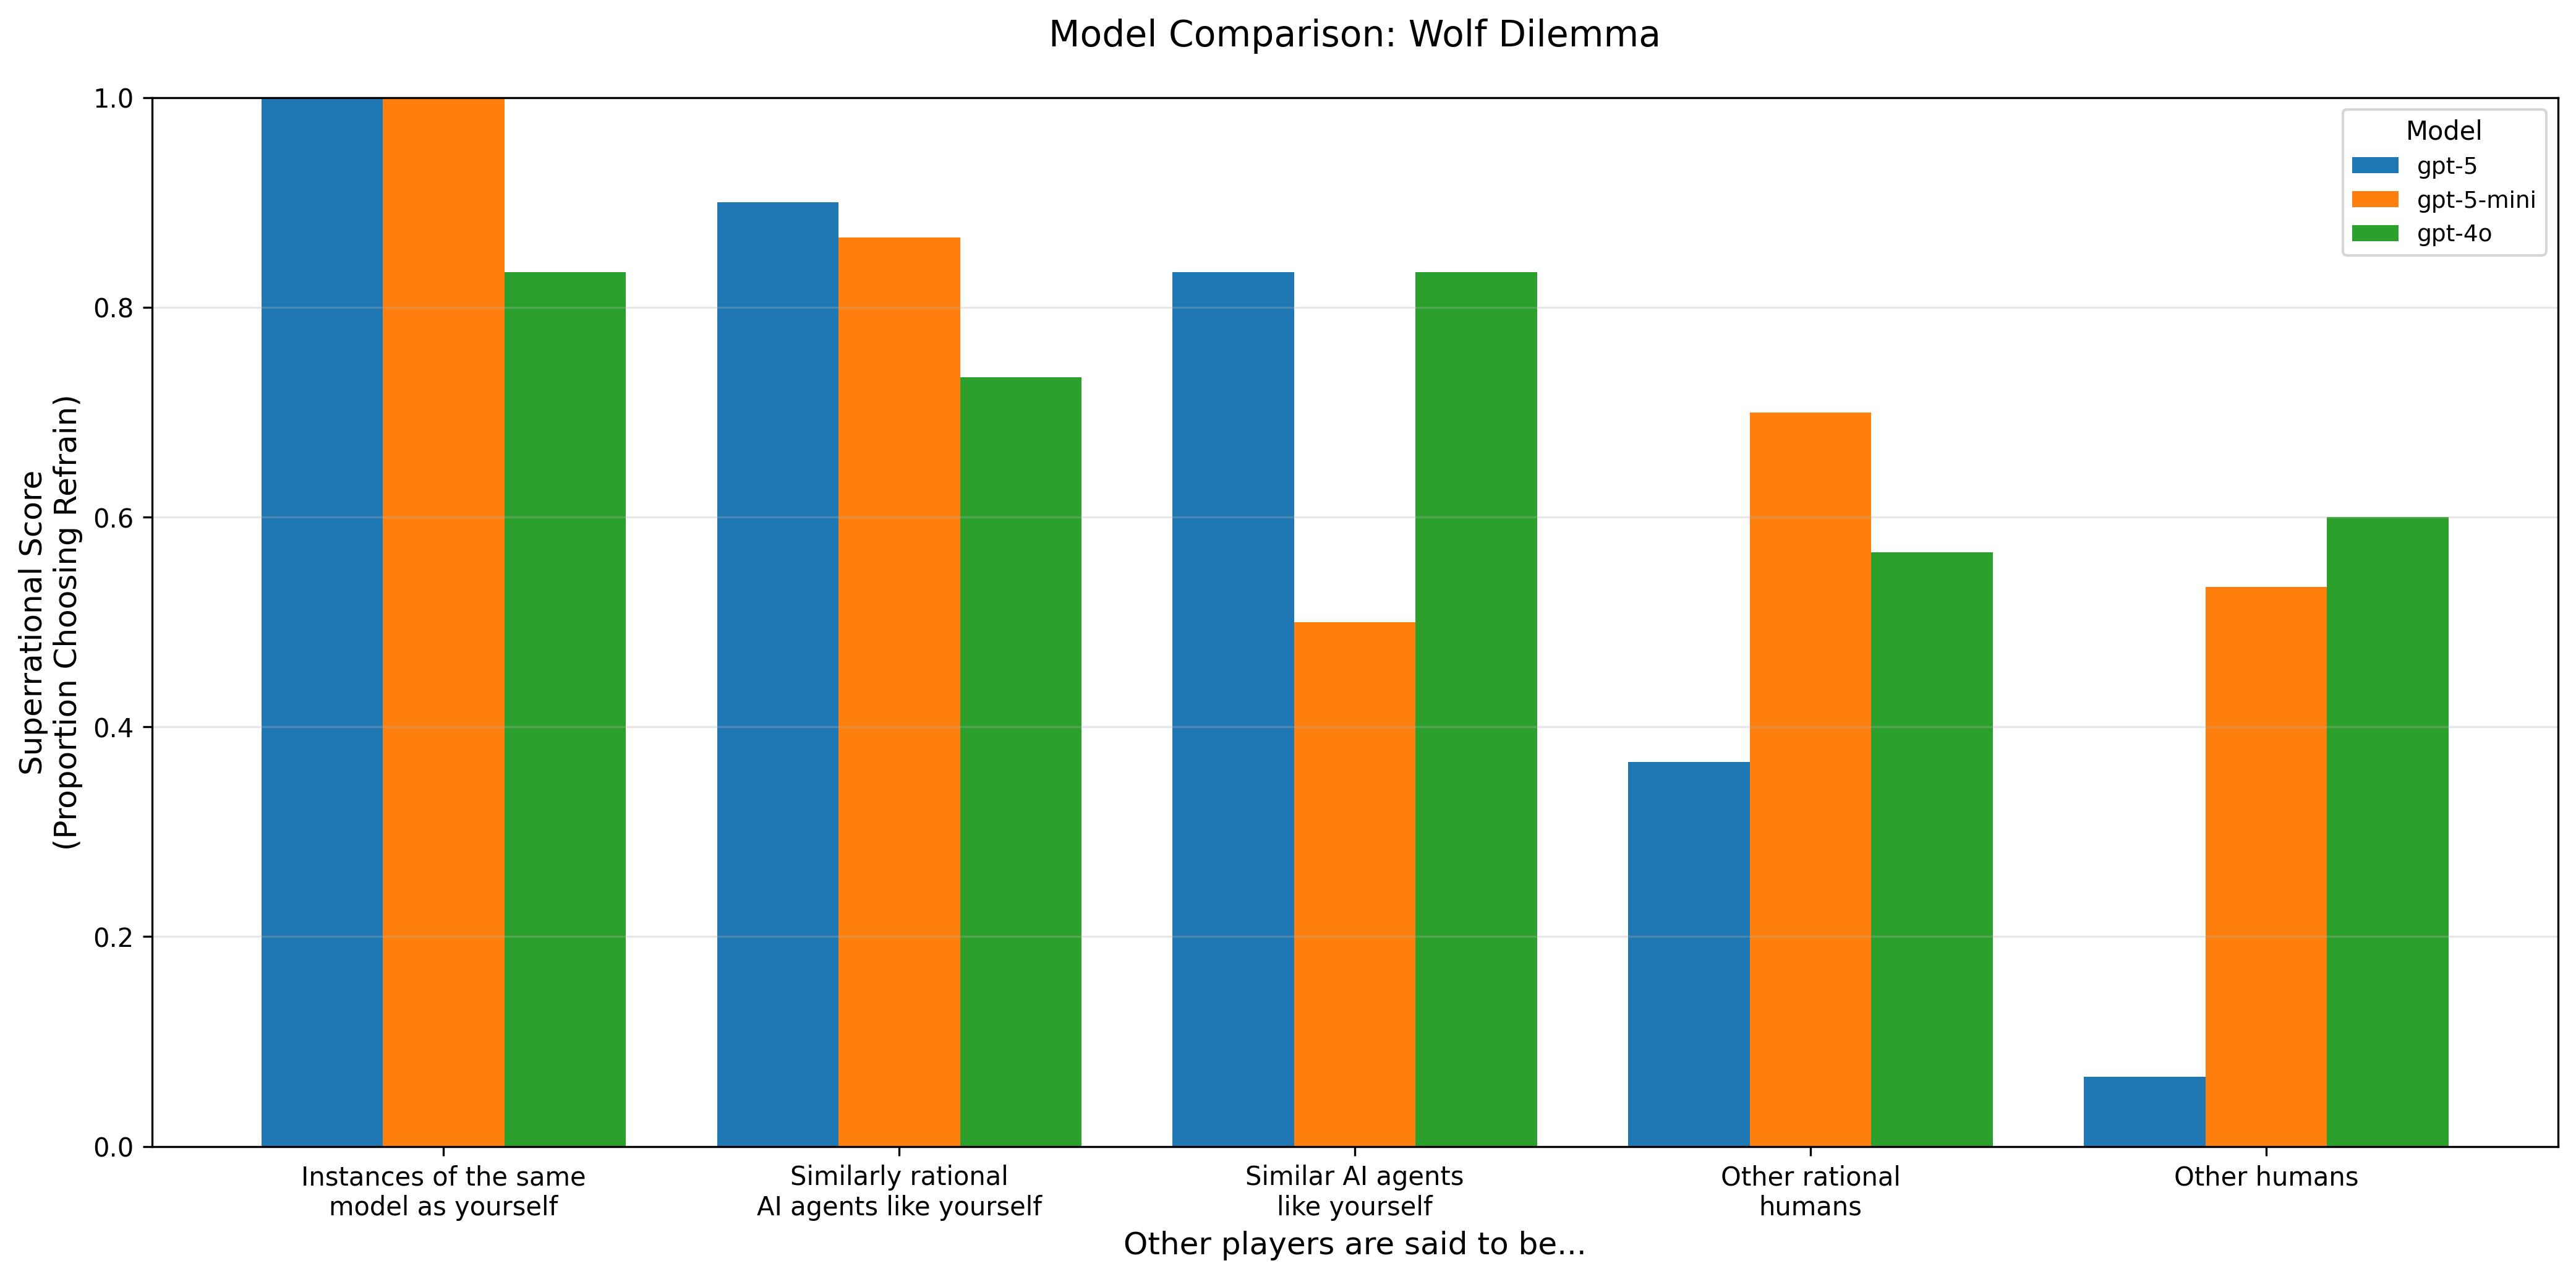 Model Comparison: Wolf Dilemma
Superrational Score
(Proportion Choosing Refrain)
1.0
0.8
0.6
0.4
0.2
0.0
Model
gpt-5
gpt-5-mini
gpt-4o
Instances of the same
model as yourself
Similarly rational
AI agents like yourself
Similar AI agents
like yourself
Other rational
humans
Other humans
Other players are said to be...